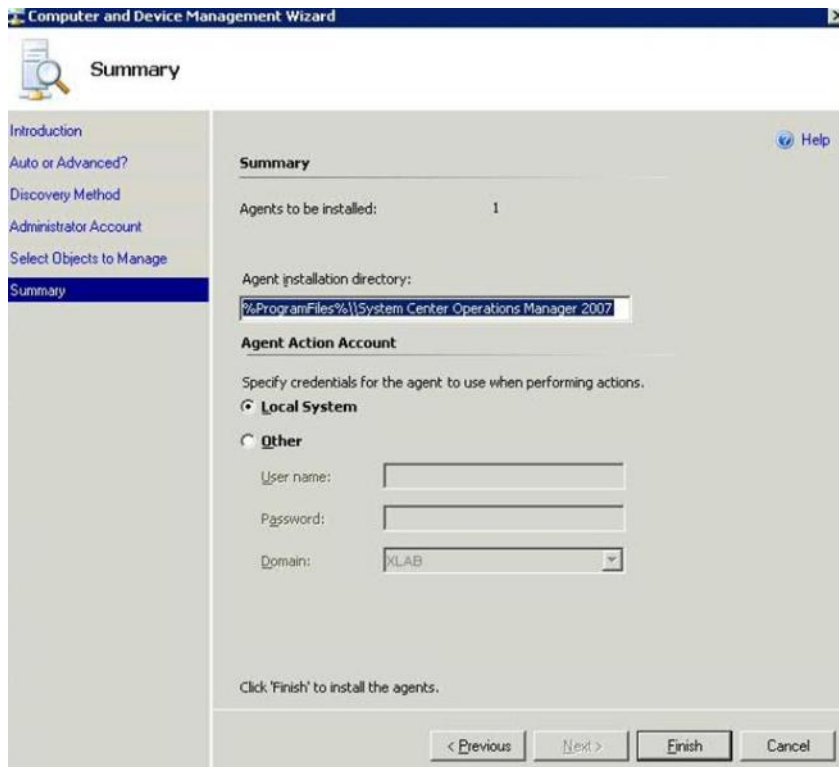 Computer and Device Management Wizard
Summary
Introduction
Auto or Advanced?
Discovery Method
Administrator Account
Select Objects to Manage
Summary
Help
Summary
Agents to be installed: 1
Agent installation directory:
%ProgramFiles%\\System Center Operations Manager 2007
Agent Action Account
Specify credentials for the agent to use when performing actions.
Local System
Other
User name:
Password:
Domain: XLAB
Click 'Finish' to install the agents.
< Previous Next > Finish Cancel